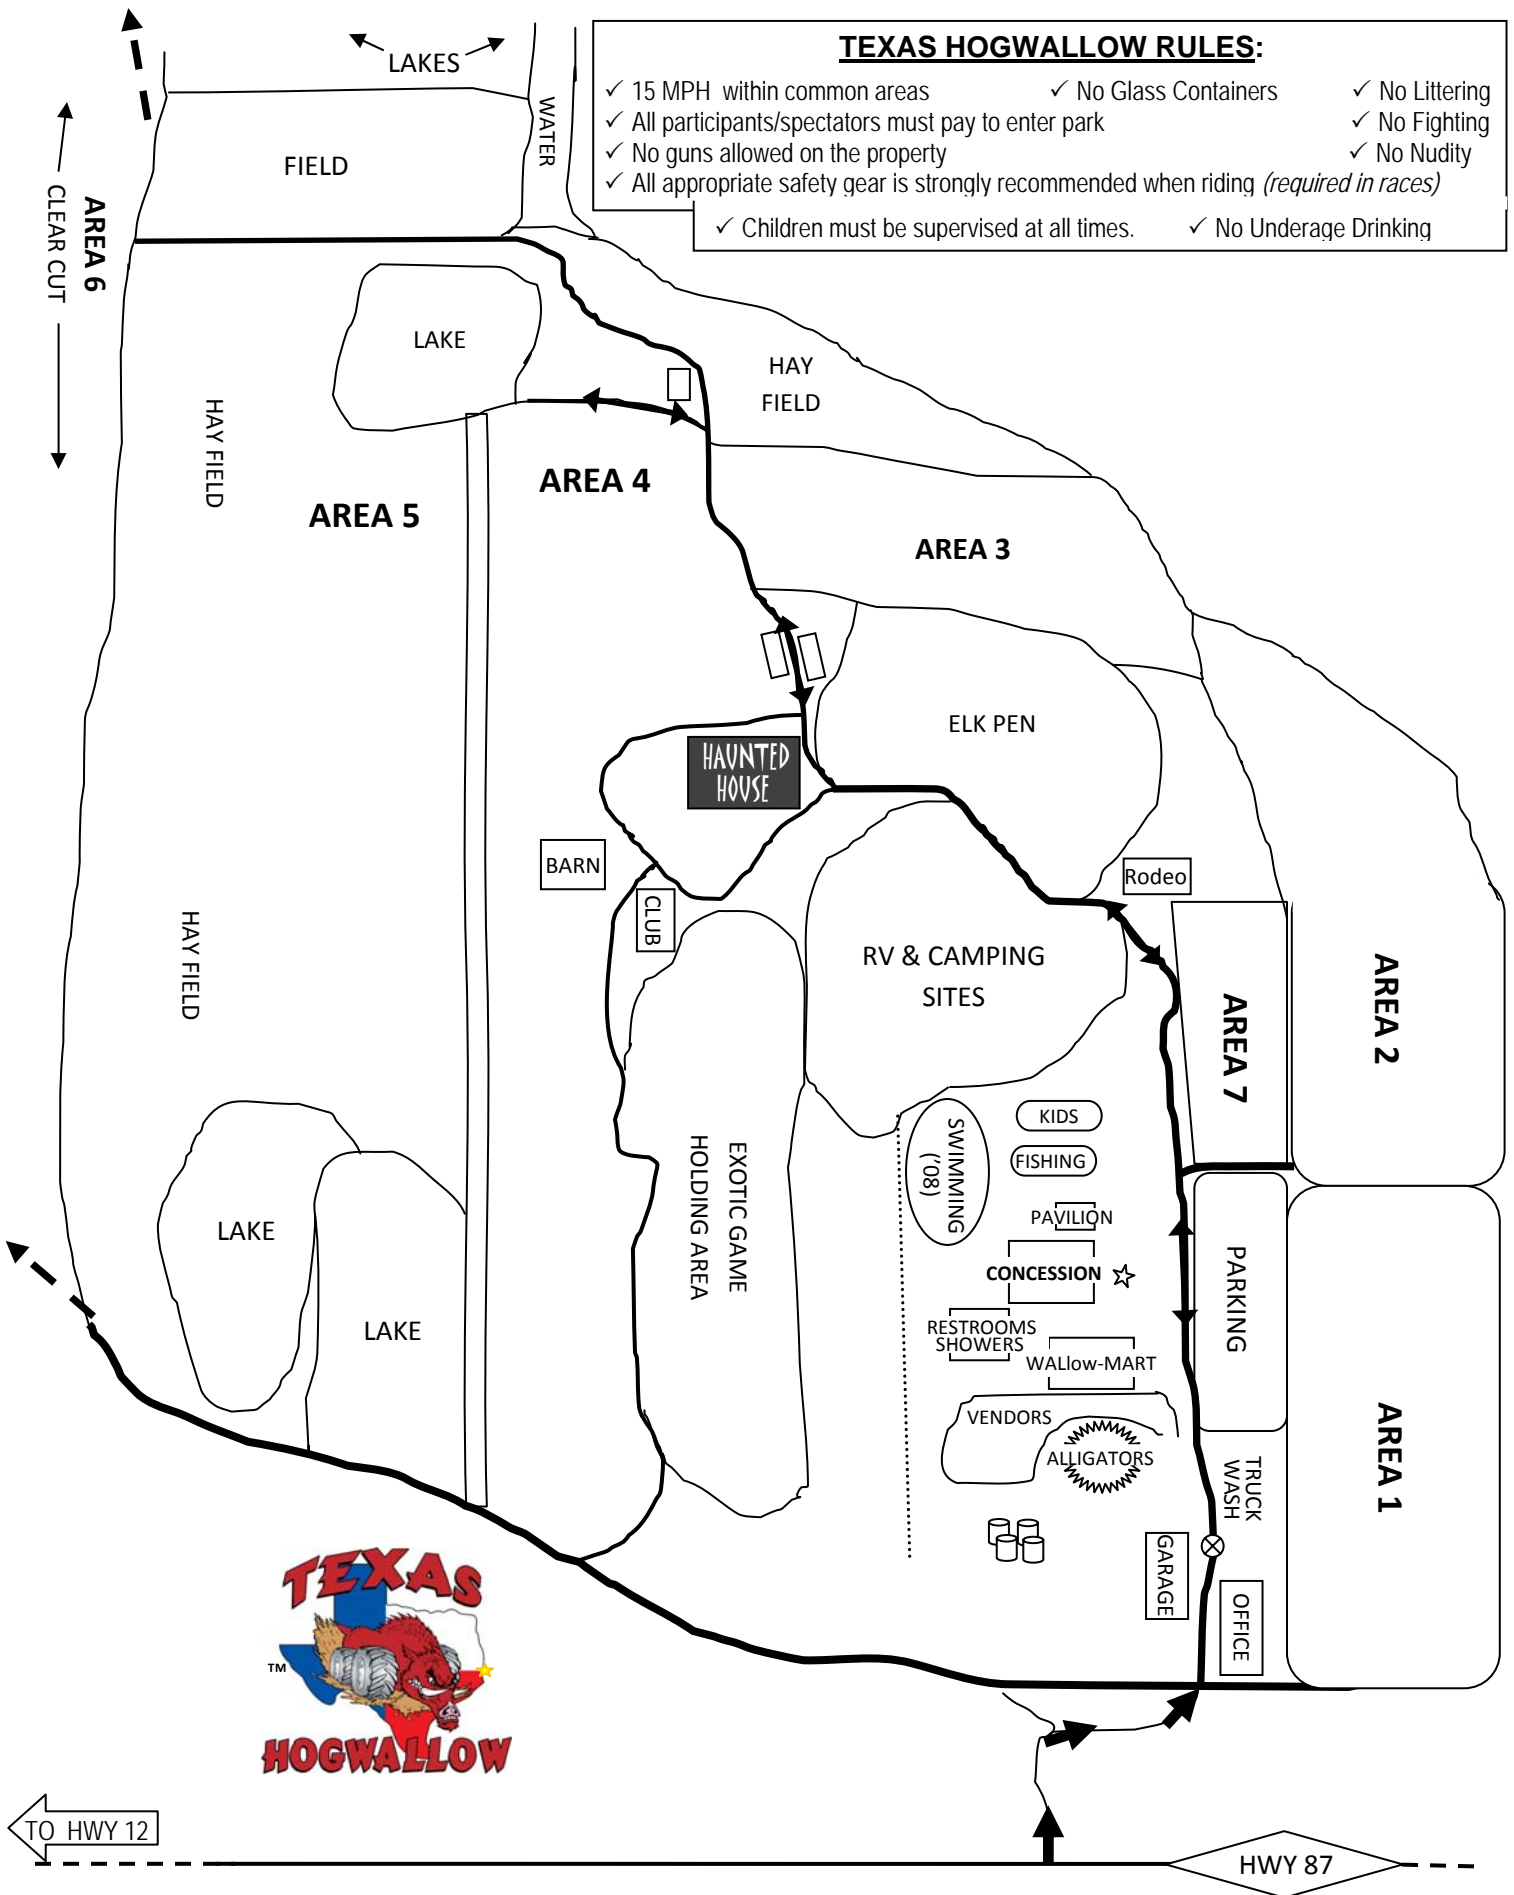 LAKES
TEXAS HOGWALLOW RULES:
✓ 15 MPH within common areas ✓ No Glass Containers ✓ No Littering
✓ All participants/spectators must pay to enter park ✓ No Fighting
✓ No guns allowed on the property ✓ No Nudity
✓ All appropriate safety gear is strongly recommended when riding (required in races)
✓ Children must be supervised at all times. ✓ No Underage Drinking
WATER
FIELD
AREA 6
CLEAR CUT
LAKE
HAY
FIELD
HAY FIELD
AREA 4
AREA 5
AREA 3
ELK PEN
HAUNTED
HOUSE
BARN
CLUB
Rodeo
HAY FIELD
RV & CAMPING
SITES
AREA 7
AREA 2
KIDS
FISHING
SWIMMING
('08)
PAVILION
EXOTIC GAME
HOLDING AREA
LAKE
LAKE
CONCESSION
PARKING
RESTROOMS
SHOWERS
WALlow-MART
VENDORS
ALLIGATORS
TRUCK
WASH
AREA 1
GARAGE
OFFICE
TEXAS
TM
HOGWALLOW
TO HWY 12
HWY 87